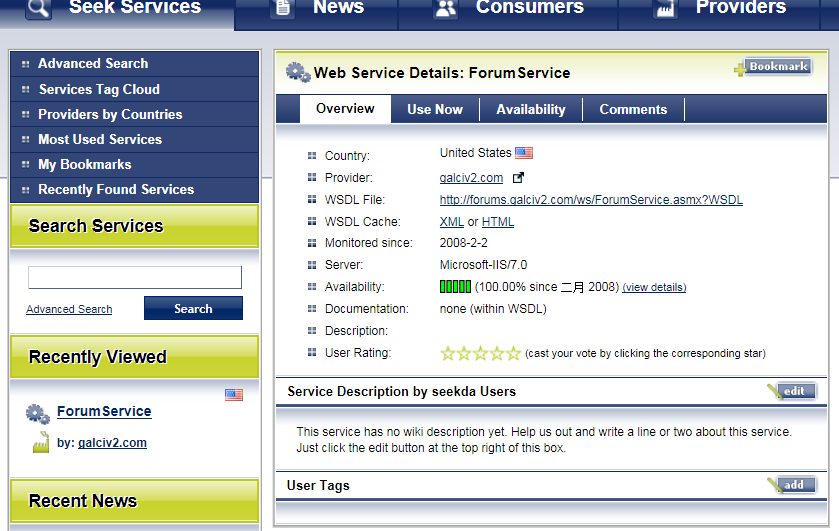 Seek Services
News
Consumers
Providers
Advanced Search
Services Tag Cloud
Providers by Countries
Most Used Services
My Bookmarks
Recently Found Services
Search Services
Advanced Search
Search
Recently Viewed
ForumService
by: galciv2.com
Recent News
Web Service Details: ForumService
Bookmark
Overview
Use Now
Availability
Comments
Country: United States
Provider: galciv2.com
WSDL File: http://forums.galciv2.com/ws/ForumService.asmx?WSDL
WSDL Cache: XML or HTML
Monitored since: 2008-2-2
Server: Microsoft-IIS/7.0
Availability: (100.00% since 二月 2008) (view details)
Documentation: none (within WSDL)
Description:
User Rating: (cast your vote by clicking the corresponding star)
Service Description by seekda Users
edit
This service has no wiki description yet. Help us out and write a line or two about this service.
Just click the edit button at the top right of this box.
User Tags
add